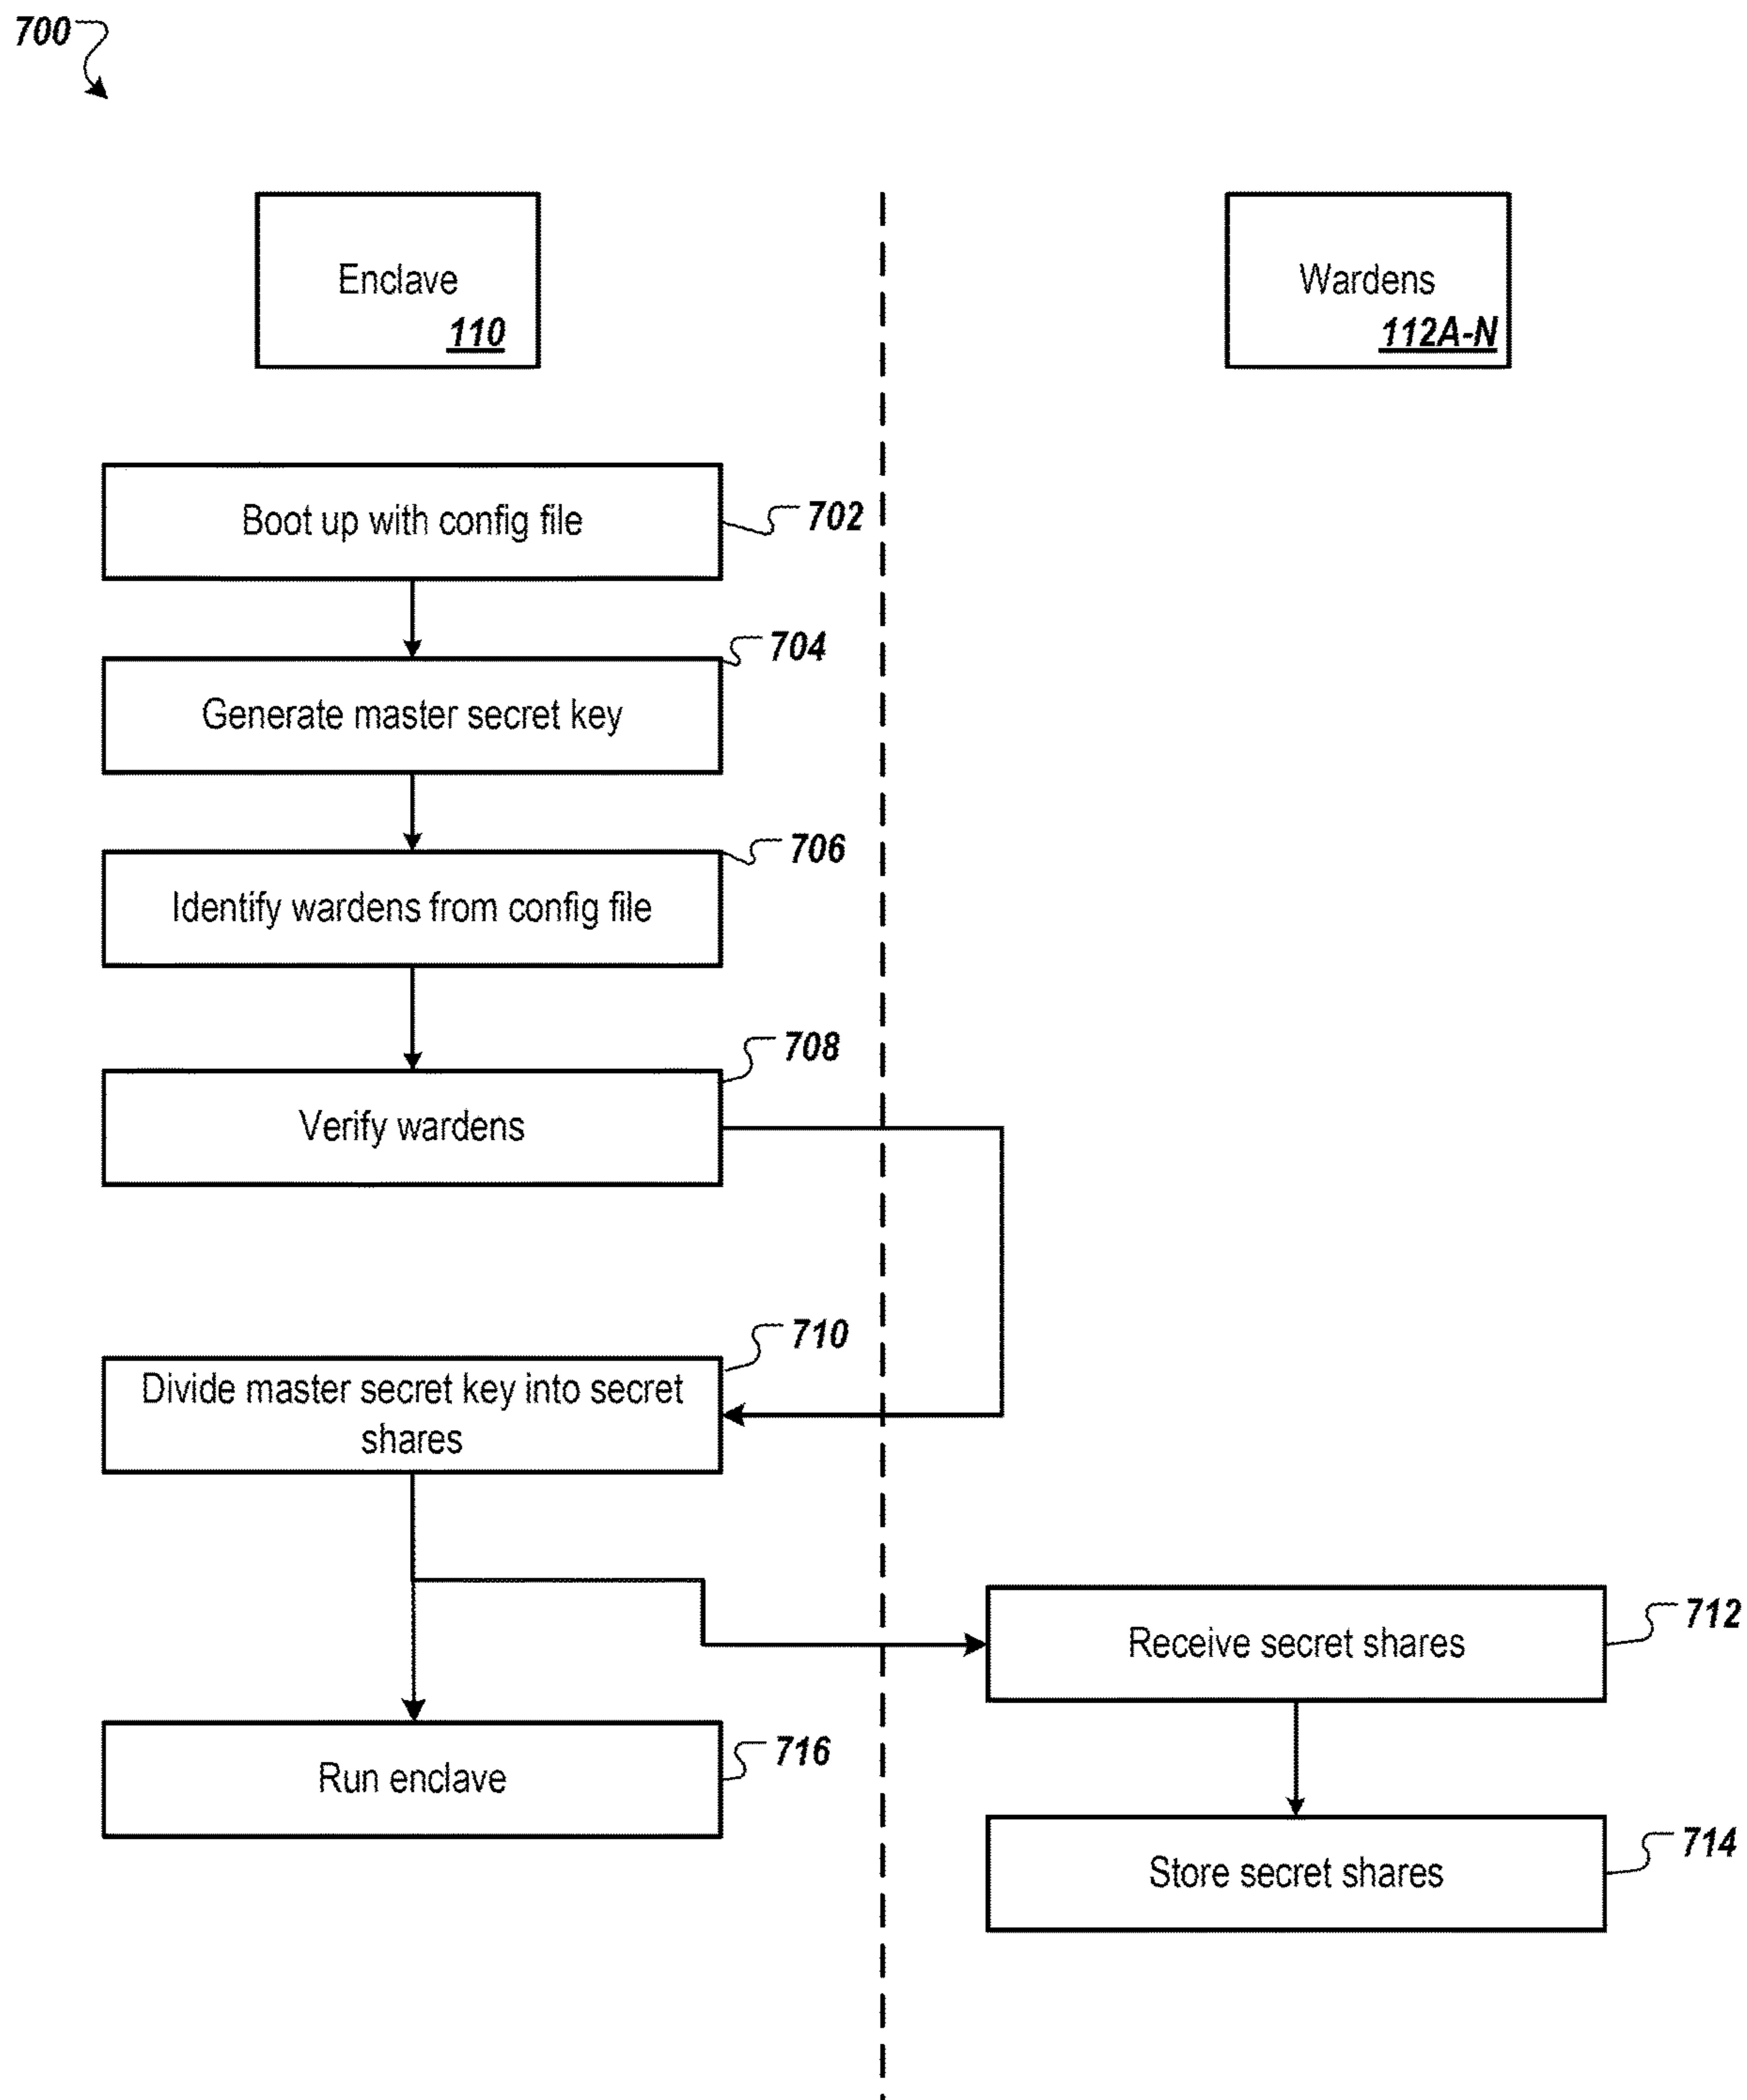 700
Enclave
110
Wardens
112A-N
Boot up with config file
702
704
Generate master secret key
706
Identify wardens from config file
708
Verify wardens
710
Divide master secret key into secret
shares
712
Receive secret shares
716
Run enclave
714
Store secret shares